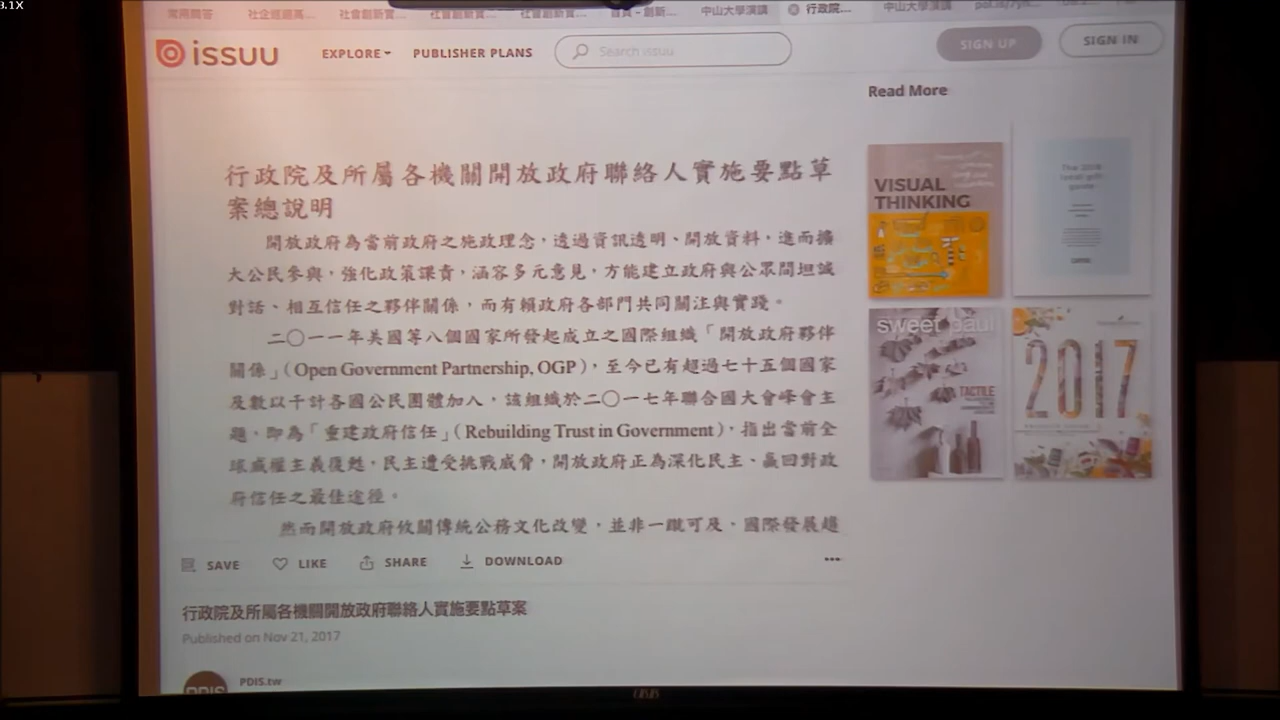 3.1X
常問問答
中山大學演講
行政院...
中山大學演講
issuu
EXPLORE
PUBLISHER PLANS
Search issuu
SIGN UP
SIGN IN
Read More
行政院及所屬各機關開放政府聯絡人實施要點草
案總說明
開放政府為當前政府之施政理念，透過資訊透明、開放資料，進而擴
大公民參與，強化政策課責，涵容多元意見，方能建立政府與公眾間坦誠
對話、相互信任之夥伴關係，而有賴政府各部門共同關注與實踐。
二〇一一年美國等八個國家所發起成立之國際組織「開放政府夥伴
關係」（Open Government Partnership, OGP），至今已有超過七十五個國家
及數以千計各國公民團體加入，該組織於二〇一七年聯合國大會峰會主
題，即為「重建政府信任」（Rebuilding Trust in Government），指出當前全
球威權主義復甦，民主遭受挑戰威脅，開放政府正為深化民主、贏回對政
府信任之最佳途徑。
然而開放政府攸關傳統公務文化改變，並非一蹴可及，國際發展趨
VISUAL
THINKING
sweet paul
TACTILE
2017
SAVE
LIKE
SHARE
DOWNLOAD
行政院及所屬各機關開放政府聯絡人實施要點草案
Published on Nov 21, 2017
PDIS
PDIS.tw